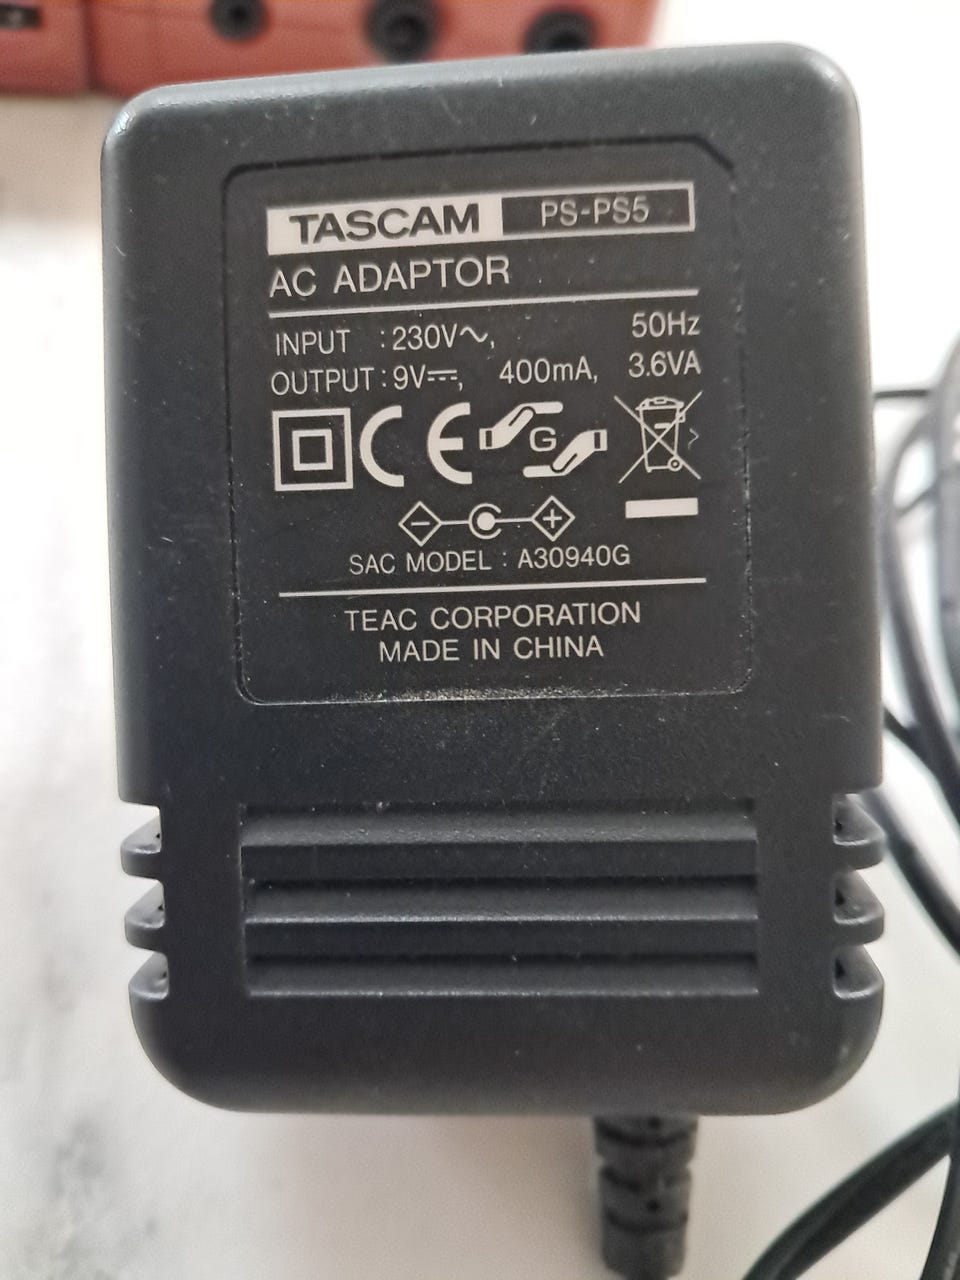 TASCAM PS-PS5
AC ADAPTOR
INPUT : 230V~, 50Hz
OUTPUT : 9V⎓, 400mA, 3.6VA
CE G
− +
SAC MODEL : A30940G
TEAC CORPORATION
MADE IN CHINA